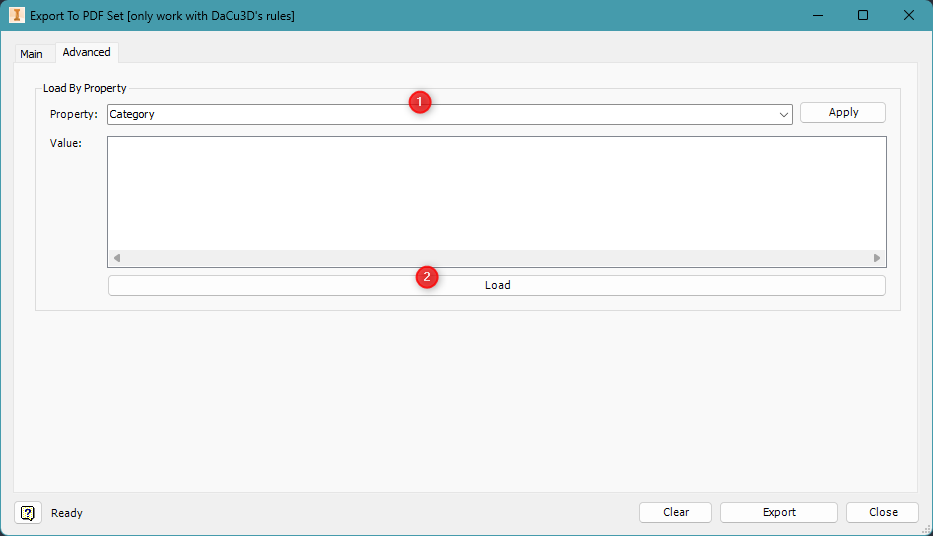 Export To PDF Set [only work with DaCu3D's rules]
Main
Advanced
Load By Property
1
Property:
Category
Apply
Value:
2
Load
Ready
Clear
Export
Close